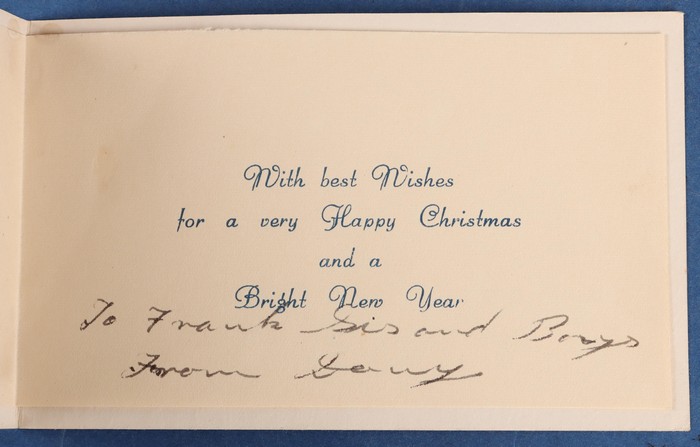 With best Wishes
for a very Happy Christmas
and a
Bright New Year
To Frank Sis and Boys
From